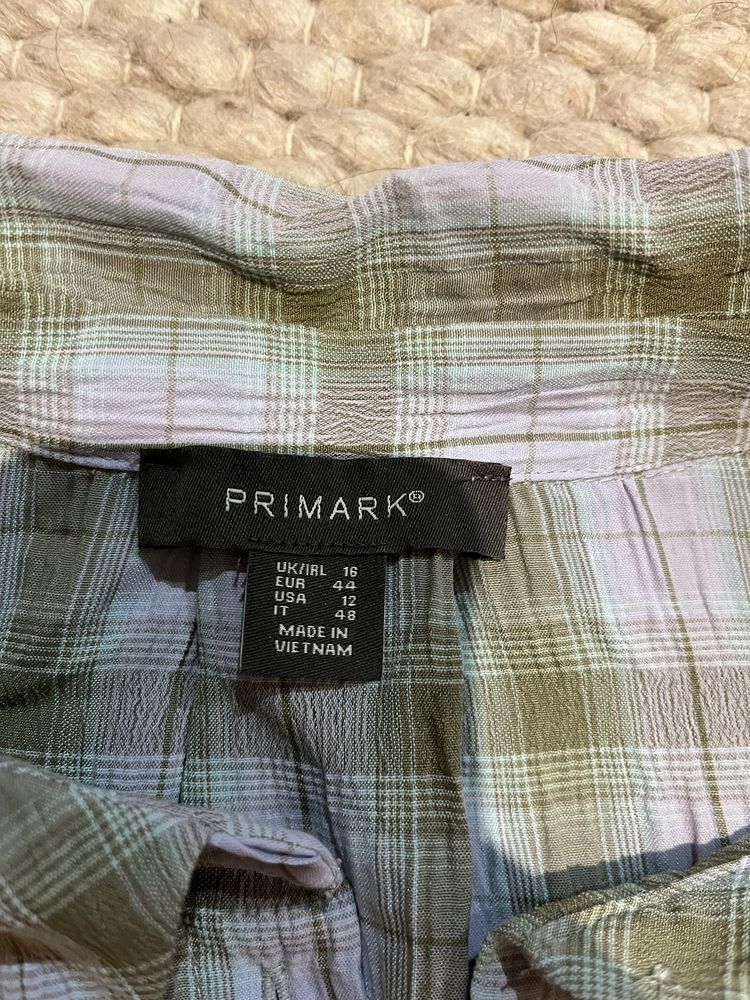 PRIMARK®
UK/IRL 16
EUR 44
USA 12
IT 48
MADE IN
VIETNAM